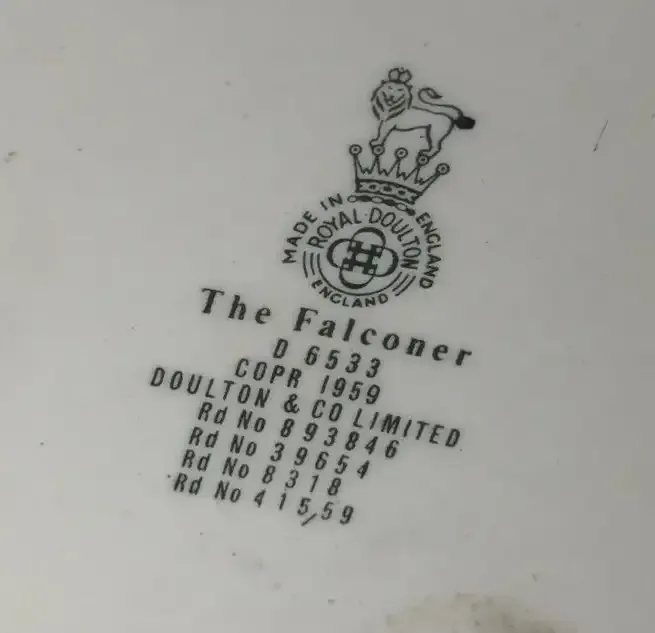 MADE IN ENGLAND
ROYAL·DOULTON
ENGLAND
The Falconer
D 6533
COPR 1959
DOULTON & CO LIMITED
Rd No 893846
Rd No 39654
Rd No 8318
Rd No 415/59